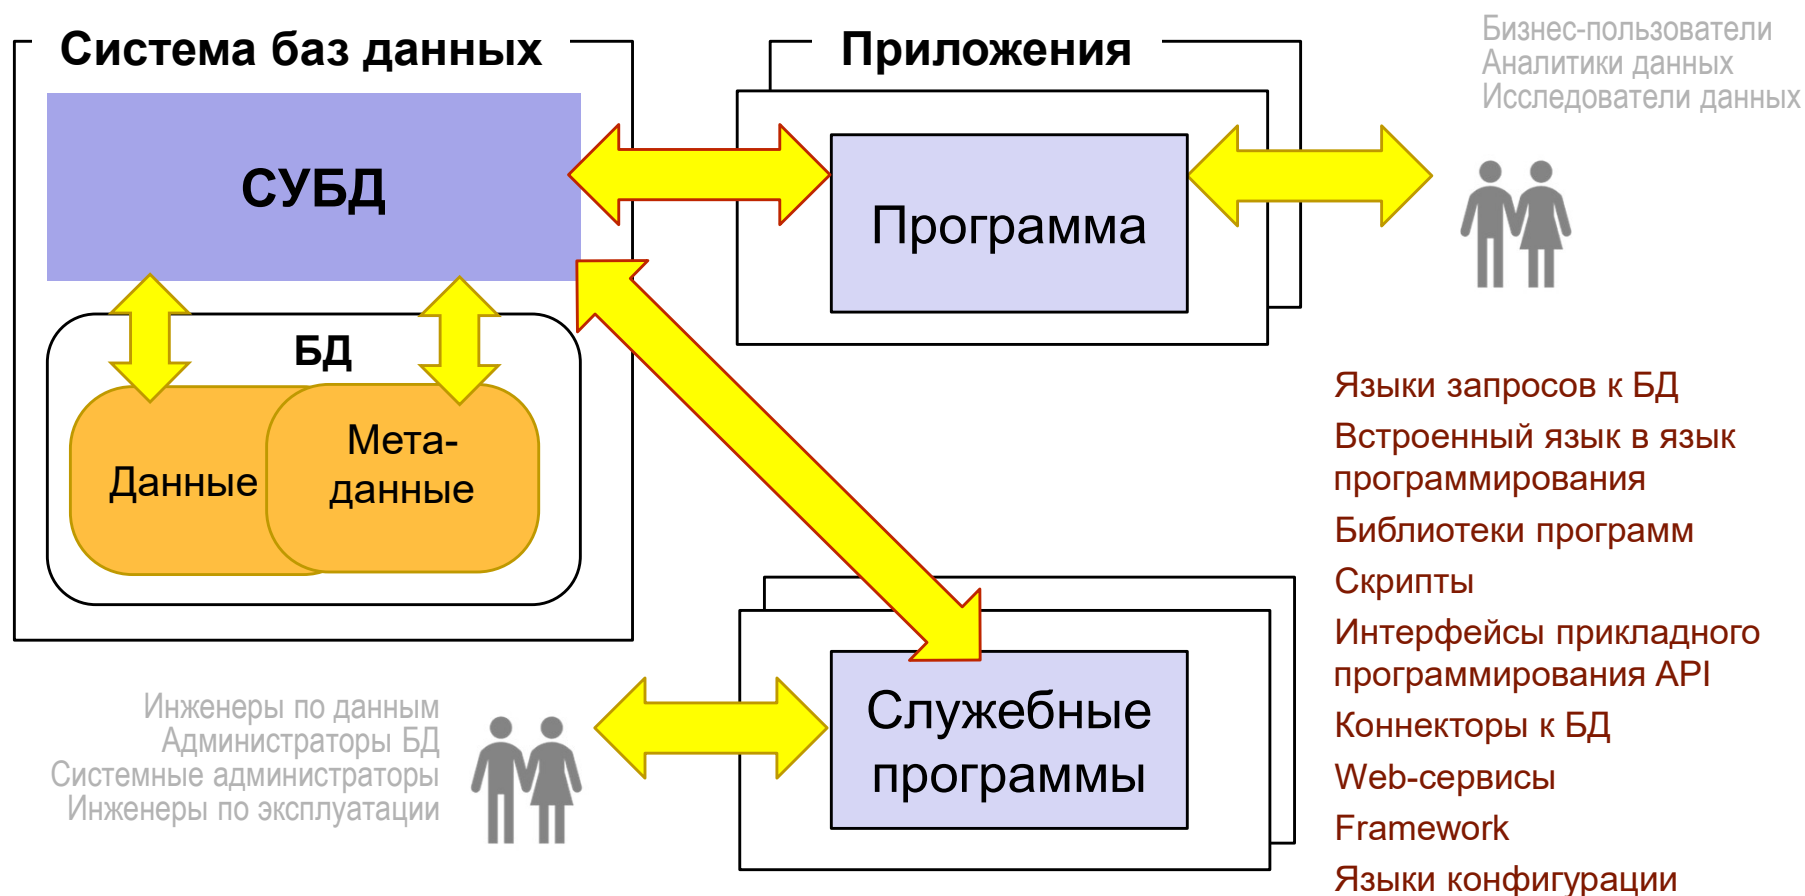 Система баз данных
СУБД
БД
Данные
Мета-
данные
Приложения
Программа
Бизнес-пользователи
Аналитики данных
Исследователи данных
Инженеры по данным
Администраторы БД
Системные администраторы
Инженеры по эксплуатации
Служебные
программы
Языки запросов к БД
Встроенный язык в язык
программирования
Библиотеки программ
Скрипты
Интерфейсы прикладного
программирования API
Коннекторы к БД
Web-сервисы
Framework
Языки конфигурации